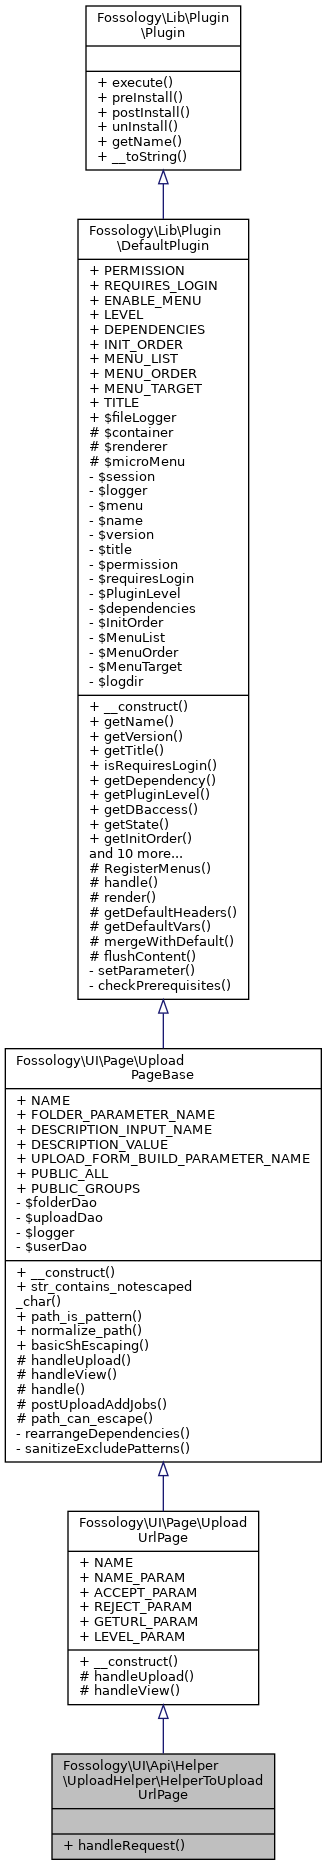 Fossology\Lib\Plugin
\Plugin
+ execute()
+ preInstall()
+ postInstall()
+ unInstall()
+ getName()
+ __toString()
Fossology\Lib\Plugin
\DefaultPlugin
+ PERMISSION
+ REQUIRES_LOGIN
+ ENABLE_MENU
+ LEVEL
+ DEPENDENCIES
+ INIT_ORDER
+ MENU_LIST
+ MENU_ORDER
+ MENU_TARGET
+ TITLE
+ $fileLogger
# $container
# $renderer
# $microMenu
- $session
- $logger
- $menu
- $name
- $version
- $title
- $permission
- $requiresLogin
- $PluginLevel
- $dependencies
- $InitOrder
- $MenuList
- $MenuOrder
- $MenuTarget
- $logdir
+ __construct()
+ getName()
+ getVersion()
+ getTitle()
+ isRequiresLogin()
+ getDependency()
+ getPluginLevel()
+ getDBaccess()
+ getState()
+ getInitOrder()
and 10 more...
# RegisterMenus()
# handle()
# render()
# getDefaultHeaders()
# getDefaultVars()
# mergeWithDefault()
# flushContent()
- setParameter()
- checkPrerequisites()
Fossology\UI\Page\Upload
PageBase
+ NAME
+ FOLDER_PARAMETER_NAME
+ DESCRIPTION_INPUT_NAME
+ DESCRIPTION_VALUE
+ UPLOAD_FORM_BUILD_PARAMETER_NAME
+ PUBLIC_ALL
+ PUBLIC_GROUPS
- $folderDao
- $uploadDao
- $logger
- $userDao
+ __construct()
+ str_contains_notescaped
_char()
+ path_is_pattern()
+ normalize_path()
+ basicShEscaping()
# handleUpload()
# handleView()
# handle()
# postUploadAddJobs()
# path_can_escape()
- rearrangeDependencies()
- sanitizeExcludePatterns()
Fossology\UI\Page\Upload
UrlPage
+ NAME
+ NAME_PARAM
+ ACCEPT_PARAM
+ REJECT_PARAM
+ GETURL_PARAM
+ LEVEL_PARAM
+ __construct()
# handleUpload()
# handleView()
Fossology\UI\Api\Helper
\UploadHelper\HelperToUpload
UrlPage
+ handleRequest()